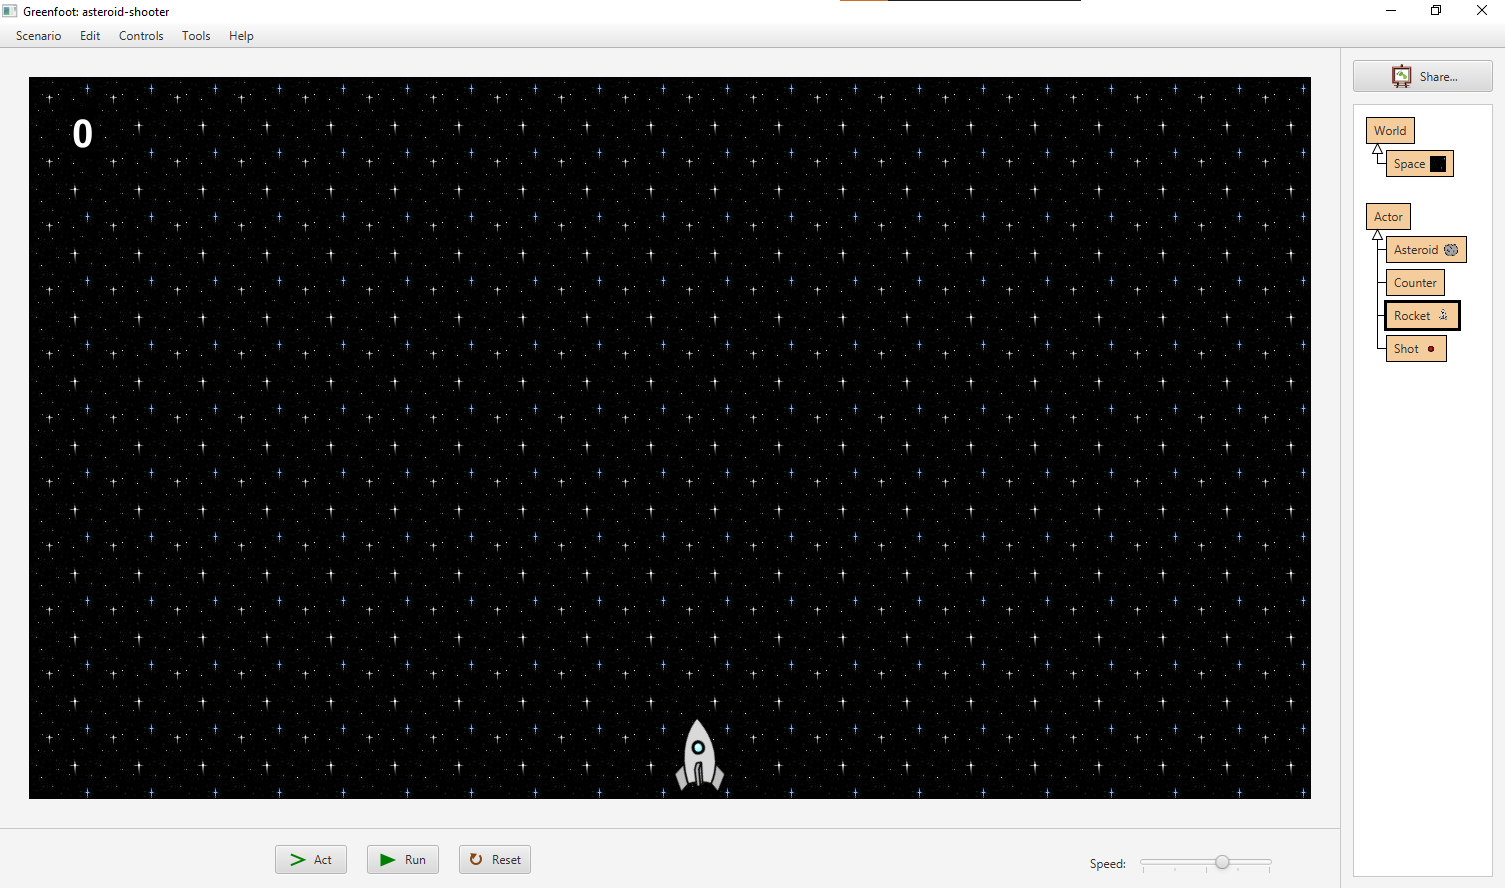 Greenfoot: asteroid-shooter
Scenario Edit Controls Tools Help
Share...
0
World
Space
Actor
Asteroid
Counter
Rocket
Shot
Act Run Reset Speed: